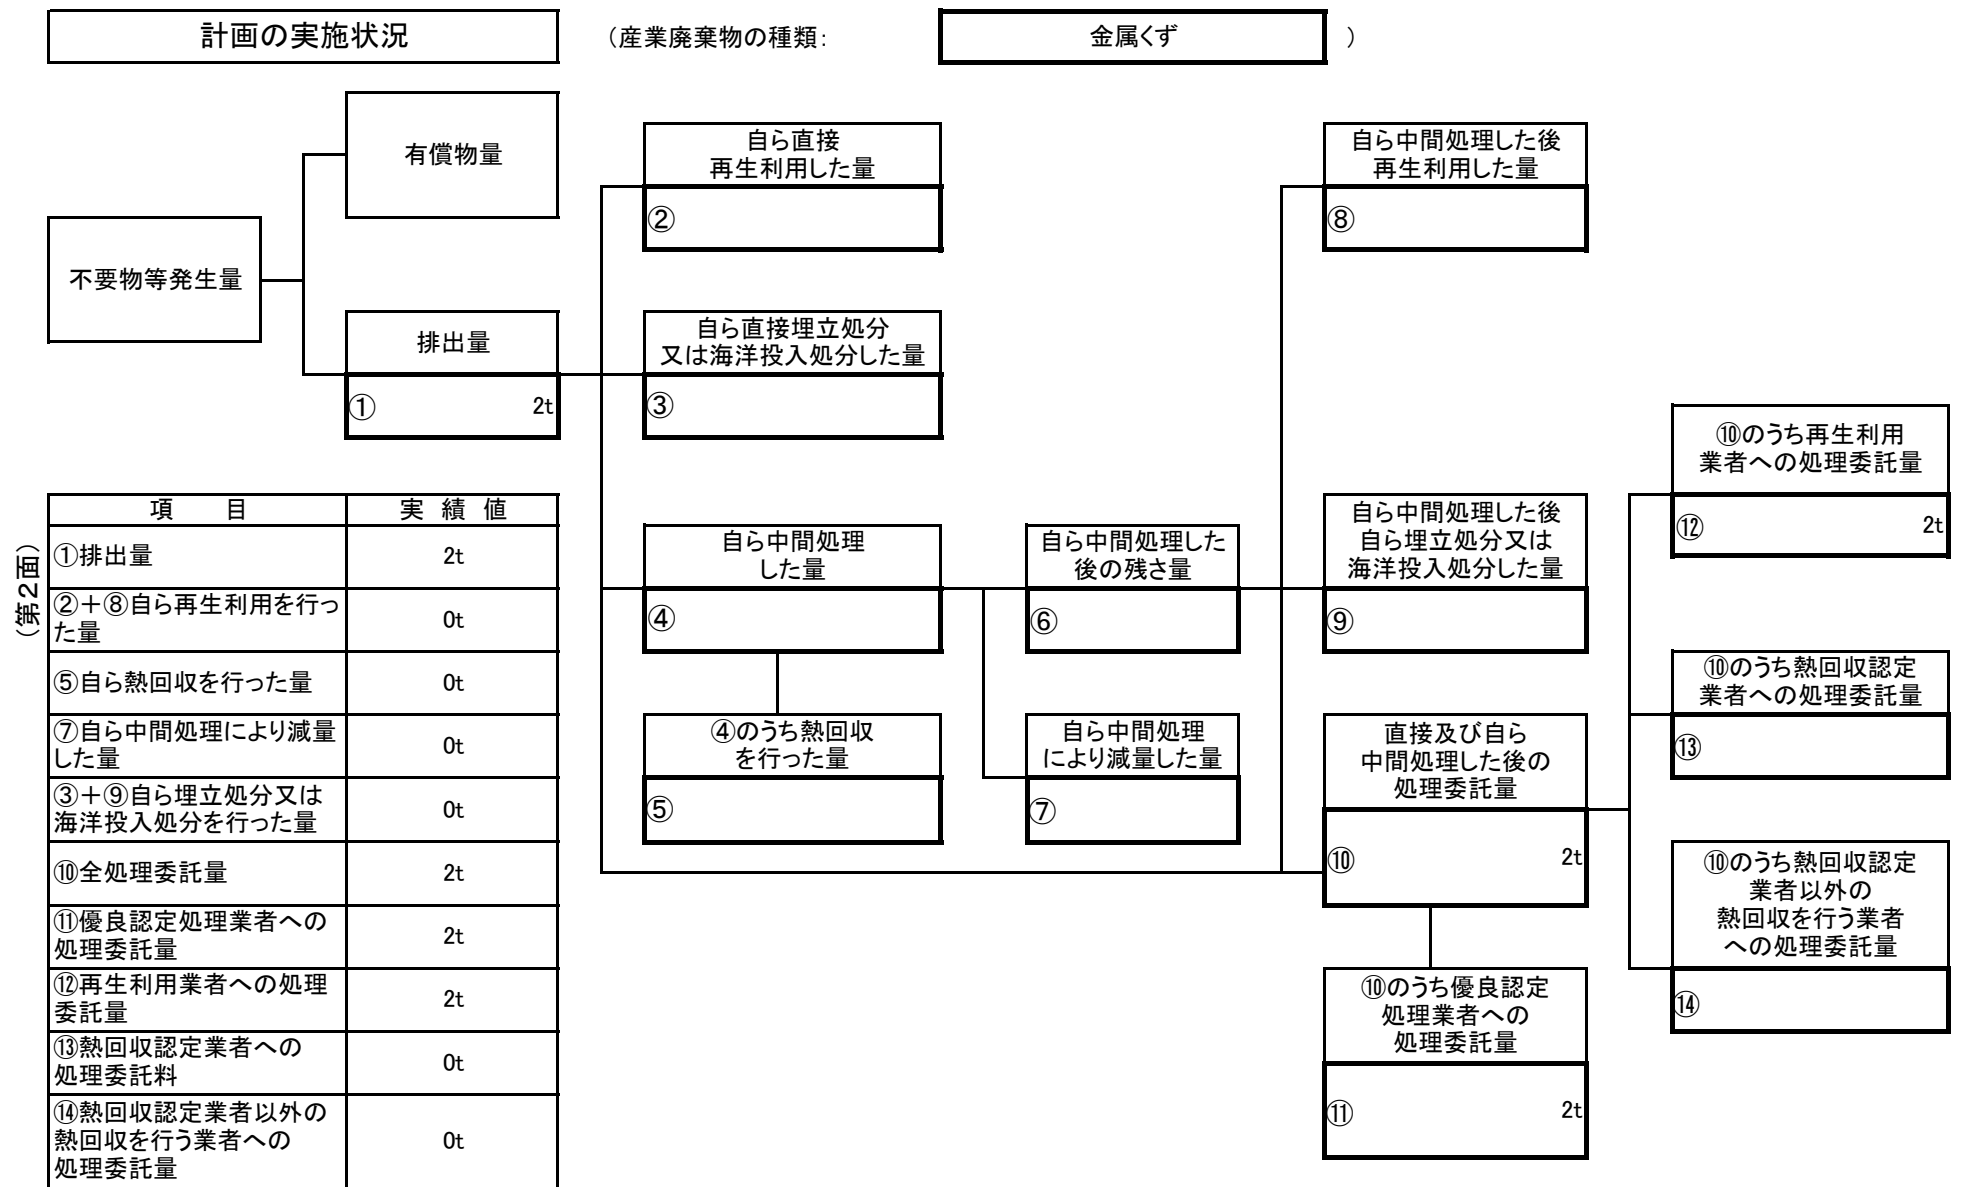 計画の実施状況
（産業廃棄物の種類：
金属くず
）
有償物量
不要物等発生量
排出量
① 2t
自ら直接
再生利用した量
②
自ら直接埋立処分
又は海洋投入処分した量
③
自ら中間処理
した量
④
④のうち熱回収
を行った量
⑤
自ら中間処理した
後の残さ量
⑥
自ら中間処理
により減量した量
⑦
自ら中間処理した後
再生利用した量
⑧
自ら中間処理した後
自ら埋立処分又は
海洋投入処分した量
⑨
直接及び自ら
中間処理した後の
処理委託量
⑩ 2t
⑩のうち優良認定
処理業者への
処理委託量
⑪ 2t
⑩のうち再生利用
業者への処理委託量
⑫ 2t
⑩のうち熱回収認定
業者への処理委託量
⑬
⑩のうち熱回収認定
業者以外の
熱回収を行う業者
への処理委託量
⑭
（第２面）
項 目 実 績 値
①排出量 2t
②＋⑧自ら再生利用を行っ
た量 0t
⑤自ら熱回収を行った量 0t
⑦自ら中間処理により減量
した量 0t
③＋⑨自ら埋立処分又は
海洋投入処分を行った量 0t
⑩全処理委託量 2t
⑪優良認定処理業者への
処理委託量 2t
⑫再生利用業者への処理
委託量 2t
⑬熱回収認定業者への
処理委託料 0t
⑭熱回収認定業者以外の
熱回収を行う業者への
処理委託量 0t